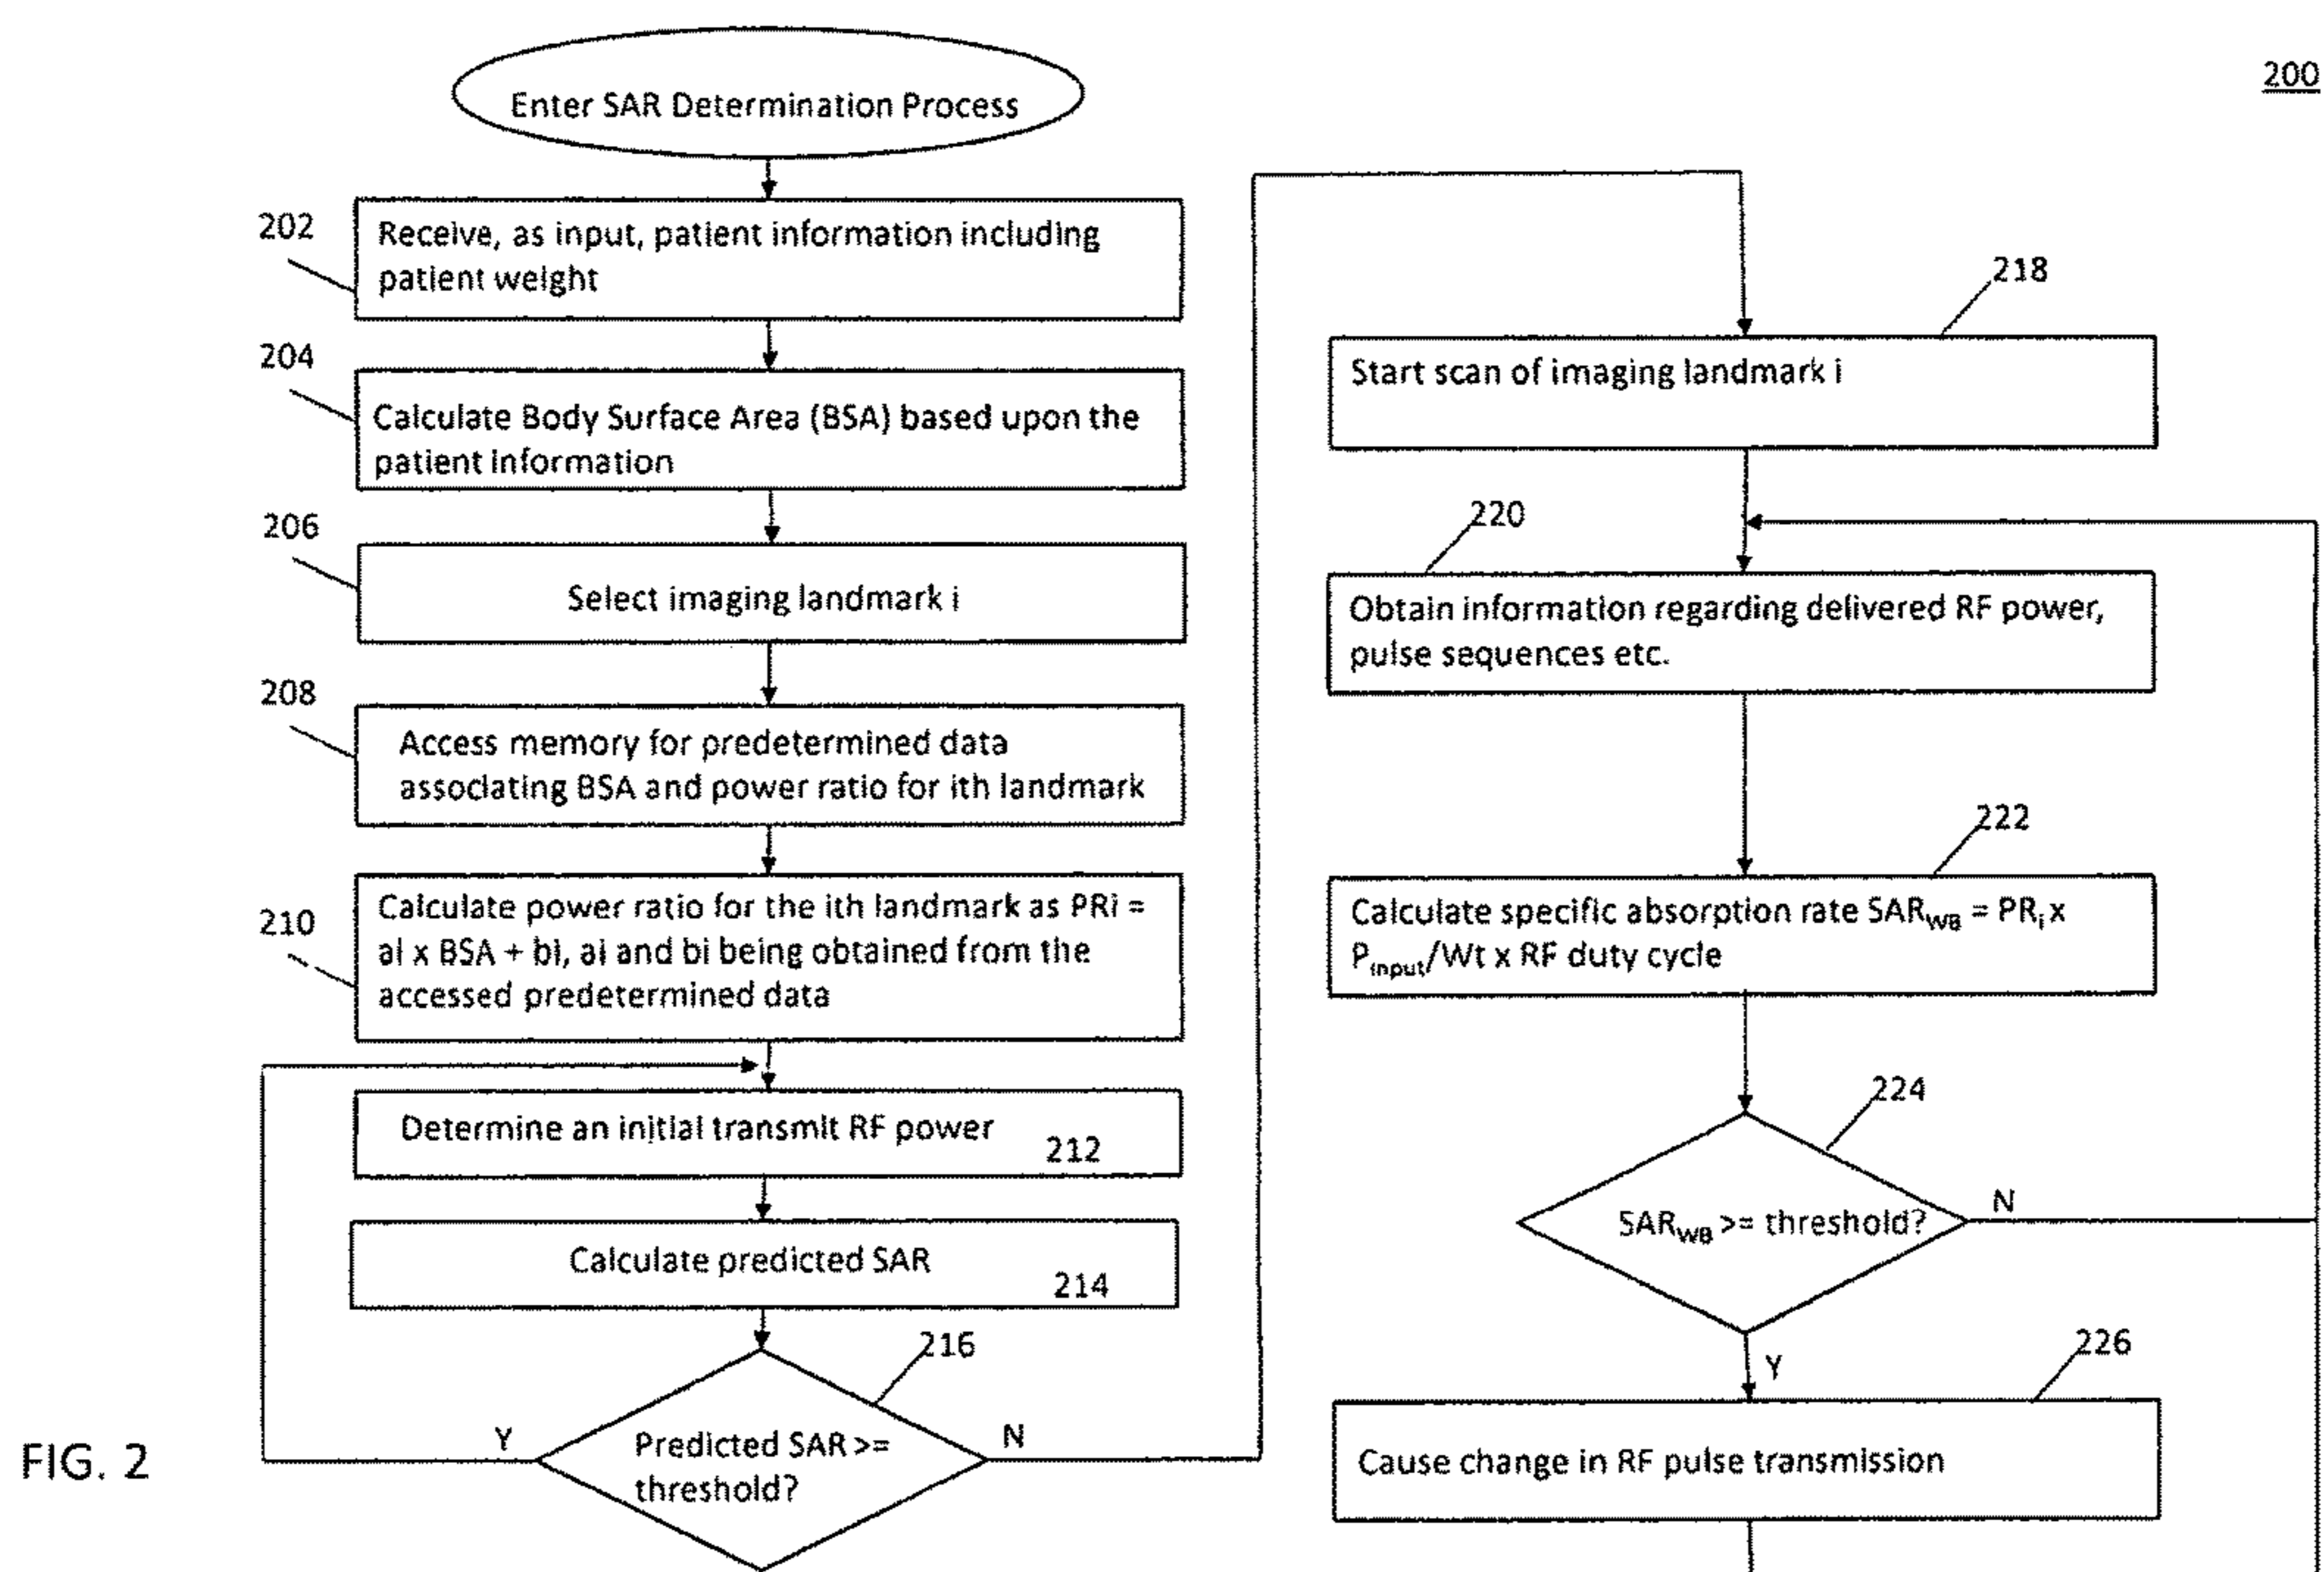 200
Enter SAR Determination Process
202
Receive, as input, patient information including
patient weight
204
Calculate Body Surface Area (BSA) based upon the
patient information
206
Select imaging landmark i
208
Access memory for predetermined data
associating BSA and power ratio for ith landmark
210
Calculate power ratio for the ith landmark as PRi =
ai x BSA + bi, ai and bi being obtained from the
accessed predetermined data
Determine an initial transmit RF power
212
Calculate predicted SAR
214
216
Predicted SAR >=
threshold?
Y
N
218
Start scan of imaging landmark i
220
Obtain information regarding delivered RF power,
pulse sequences etc.
222
Calculate specific absorption rate SAR_WB = PR_i x
P_input/Wt x RF duty cycle
224
SAR_WB >= threshold?
N
Y
226
Cause change in RF pulse transmission
FIG. 2